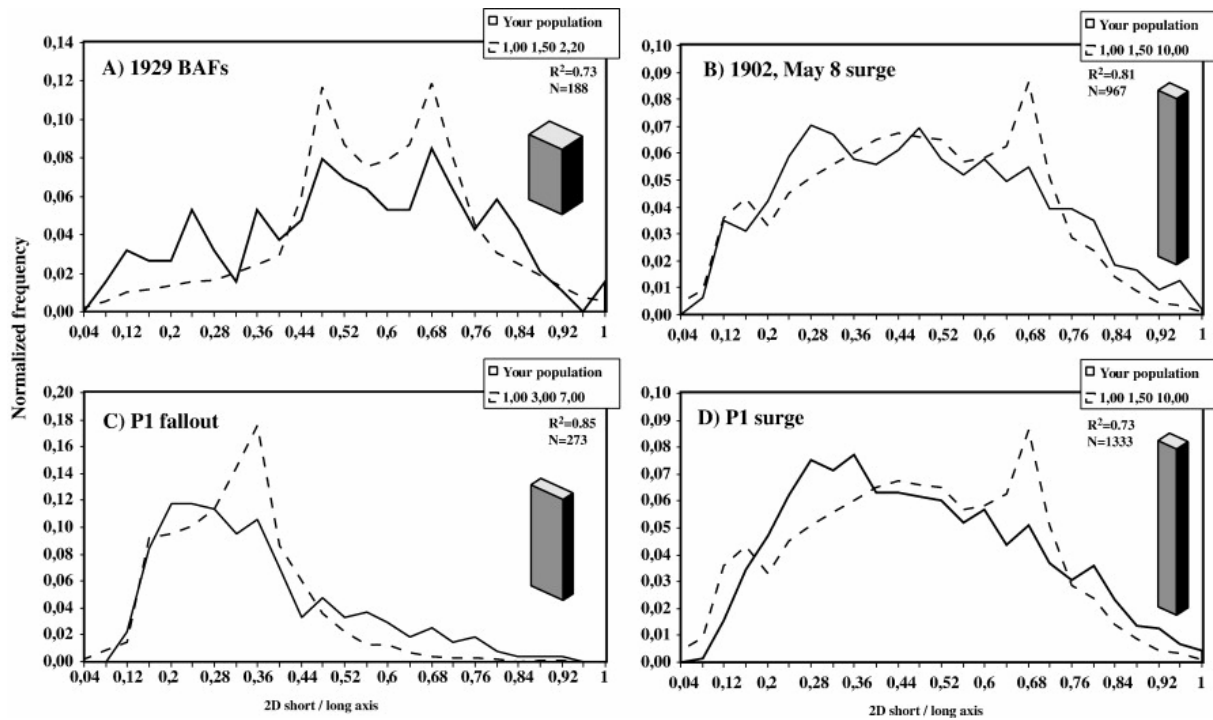 Normalized frequency
□ Your population
1,00 1,50 2,20
A) 1929 BAFs
R²=0.73
N=188
0,14
0,12
0,10
0,08
0,06
0,04
0,02
0,00
0,04 0,12 0,2 0,28 0,36 0,44 0,52 0,6 0,68 0,76 0,84 0,92 1
□ Your population
1,00 1,50 10,00
B) 1902, May 8 surge
R²=0.81
N=967
0,10
0,09
0,08
0,07
0,06
0,05
0,04
0,03
0,02
0,01
0,00
0,04 0,12 0,2 0,28 0,36 0,44 0,52 0,6 0,68 0,76 0,84 0,92 1
□ Your population
1,00 3,00 7,00
C) P1 fallout
R²=0.85
N=273
0,20
0,18
0,16
0,14
0,12
0,10
0,08
0,06
0,04
0,02
0,00
0,04 0,12 0,2 0,28 0,36 0,44 0,52 0,6 0,68 0,76 0,84 0,92 1
2D short / long axis
□ Your population
1,00 1,50 10,00
D) P1 surge
R²=0.73
N=1333
0,10
0,09
0,08
0,07
0,06
0,05
0,04
0,03
0,02
0,01
0,00
0,04 0,12 0,2 0,28 0,36 0,44 0,52 0,6 0,68 0,76 0,84 0,92 1
2D short / long axis